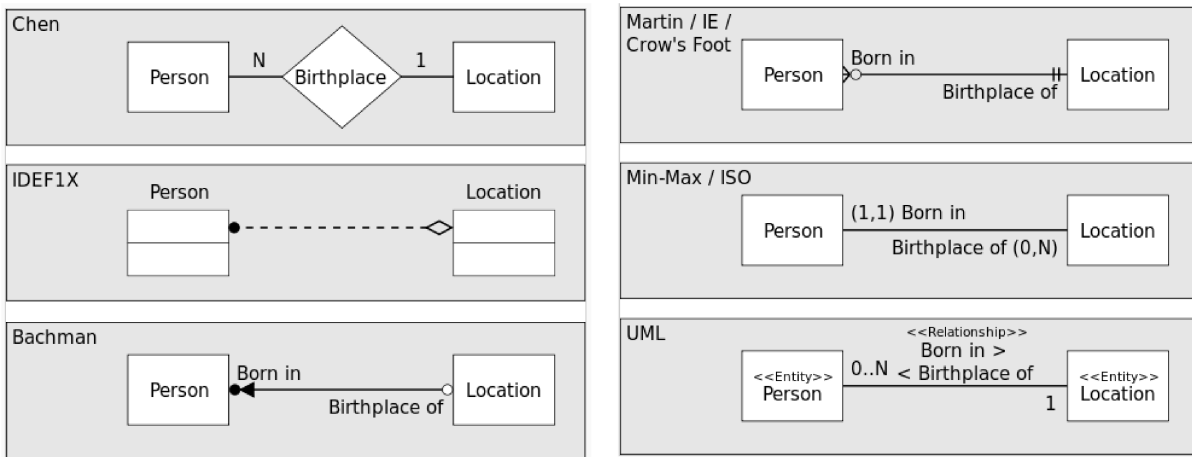 Chen
Person
N
Birthplace
1
Location
IDEF1X
Person
Location
Bachman
Person
Born in
Birthplace of
Location
Martin / IE /
Crow's Foot
Person
Born in
Birthplace of
Location
Min-Max / ISO
Person
(1,1) Born in
Birthplace of (0,N)
Location
UML
<<Relationship>>
Born in >
< Birthplace of
<<Entity>>
Person
0..N
1
<<Entity>>
Location